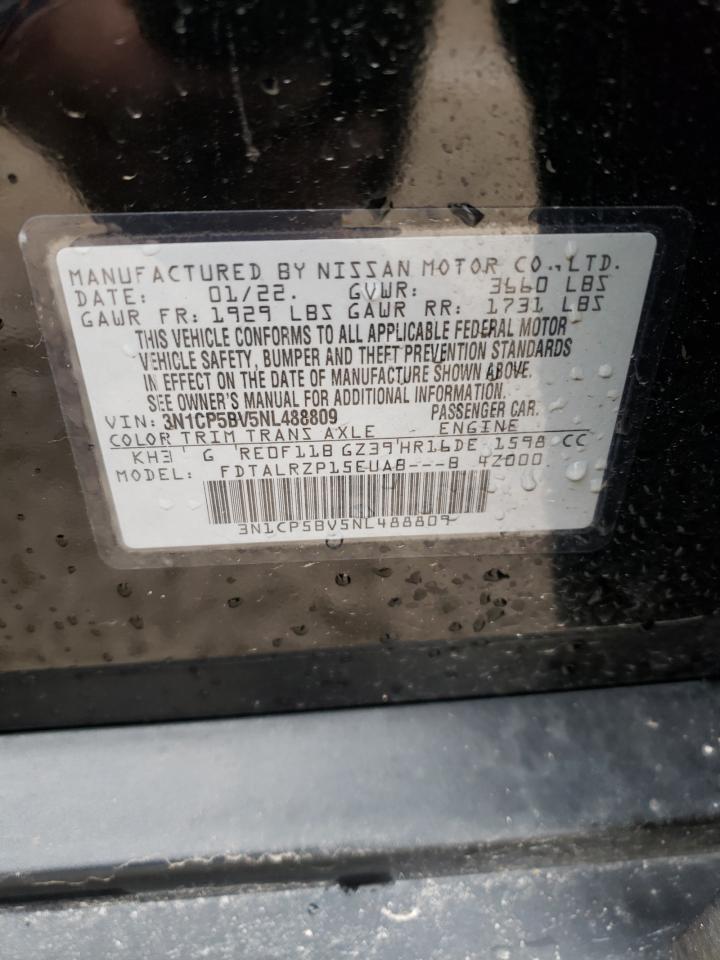 MANUFACTURED BY NISSAN MOTOR CO.,LTD.
DATE: 01/22. GVWR: 3660 LBS
GAWR FR: 1929 LBS GAWR RR: 1731 LBS
THIS VEHICLE CONFORMS TO ALL APPLICABLE FEDERAL MOTOR
VEHICLE SAFETY, BUMPER AND THEFT PREVENTION STANDARDS
IN EFFECT ON THE DATE OF MANUFACTURE SHOWN ABOVE.
SEE OWNER'S MANUAL FOR ADDITIONAL INFORMATION.
VIN: 3N1CP5BV5NL488809 PASSENGER CAR.
COLOR TRIM TRANS AXLE ENGINE
KH3 G RE0F11B GZ39 HR16DE 1598 CC
MODEL: FDTALRZP15EUAB---B 4Z000
3N1CP5BV5NL488809